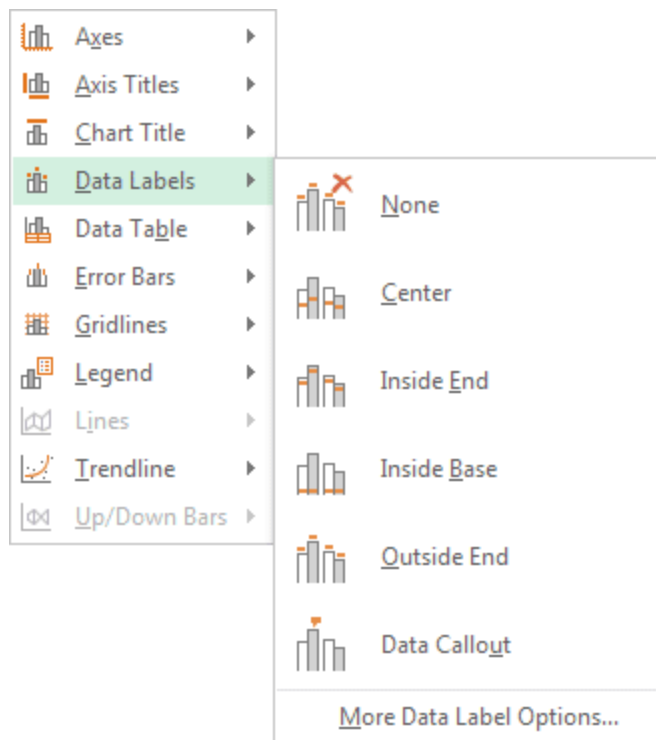 Axes
Axis Titles
Chart Title
Data Labels
Data Table
Error Bars
Gridlines
Legend
Lines
Trendline
Up/Down Bars
None
Center
Inside End
Inside Base
Outside End
Data Callout
More Data Label Options...